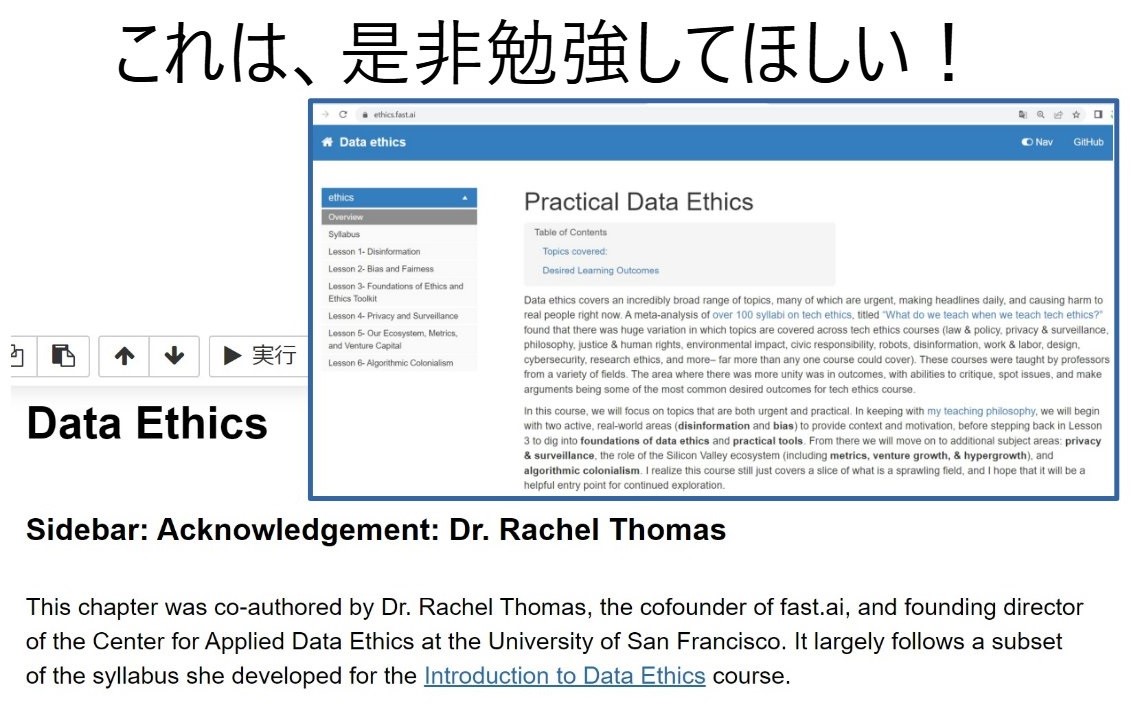 これは、是非勉強してほしい！
ethics.fast.ai
Data ethics
Nav
GitHub
ethics
Overview
Syllabus
Lesson 1- Disinformation
Lesson 2- Bias and Fairness
Lesson 3- Foundations of Ethics and
Ethics Toolkit
Lesson 4- Privacy and Surveillance
Lesson 5- Our Ecosystem, Metrics,
and Venture Capital
Lesson 6- Algorithmic Colonialism
Practical Data Ethics
Table of Contents
Topics covered:
Desired Learning Outcomes
Data ethics covers an incredibly broad range of topics, many of which are urgent, making headlines daily, and causing harm to
real people right now. A meta-analysis of over 100 syllabi on tech ethics, titled “What do we teach when we teach tech ethics?”
found that there was huge variation in which topics are covered across tech ethics courses (law & policy, privacy & surveillance,
philosophy, justice & human rights, environmental impact, civic responsibility, robots, disinformation, work & labor, design,
cybersecurity, research ethics, and more– far more than any one course could cover). These courses were taught by professors
from a variety of fields. The area where there was more unity was in outcomes, with abilities to critique, spot issues, and make
arguments being some of the most common desired outcomes for tech ethics course.
In this course, we will focus on topics that are both urgent and practical. In keeping with my teaching philosophy, we will begin
with two active, real-world areas (disinformation and bias) to provide context and motivation, before stepping back in Lesson
3 to dig into foundations of data ethics and practical tools. From there we will move on to additional subject areas: privacy
& surveillance, the role of the Silicon Valley ecosystem (including metrics, venture growth, & hypergrowth), and
algorithmic colonialism. I realize this course still just covers a slice of what is a sprawling field, and I hope that it will be a
helpful entry point for continued exploration.
実行
Data Ethics
Sidebar: Acknowledgement: Dr. Rachel Thomas
This chapter was co-authored by Dr. Rachel Thomas, the cofounder of fast.ai, and founding director
of the Center for Applied Data Ethics at the University of San Francisco. It largely follows a subset
of the syllabus she developed for the Introduction to Data Ethics course.